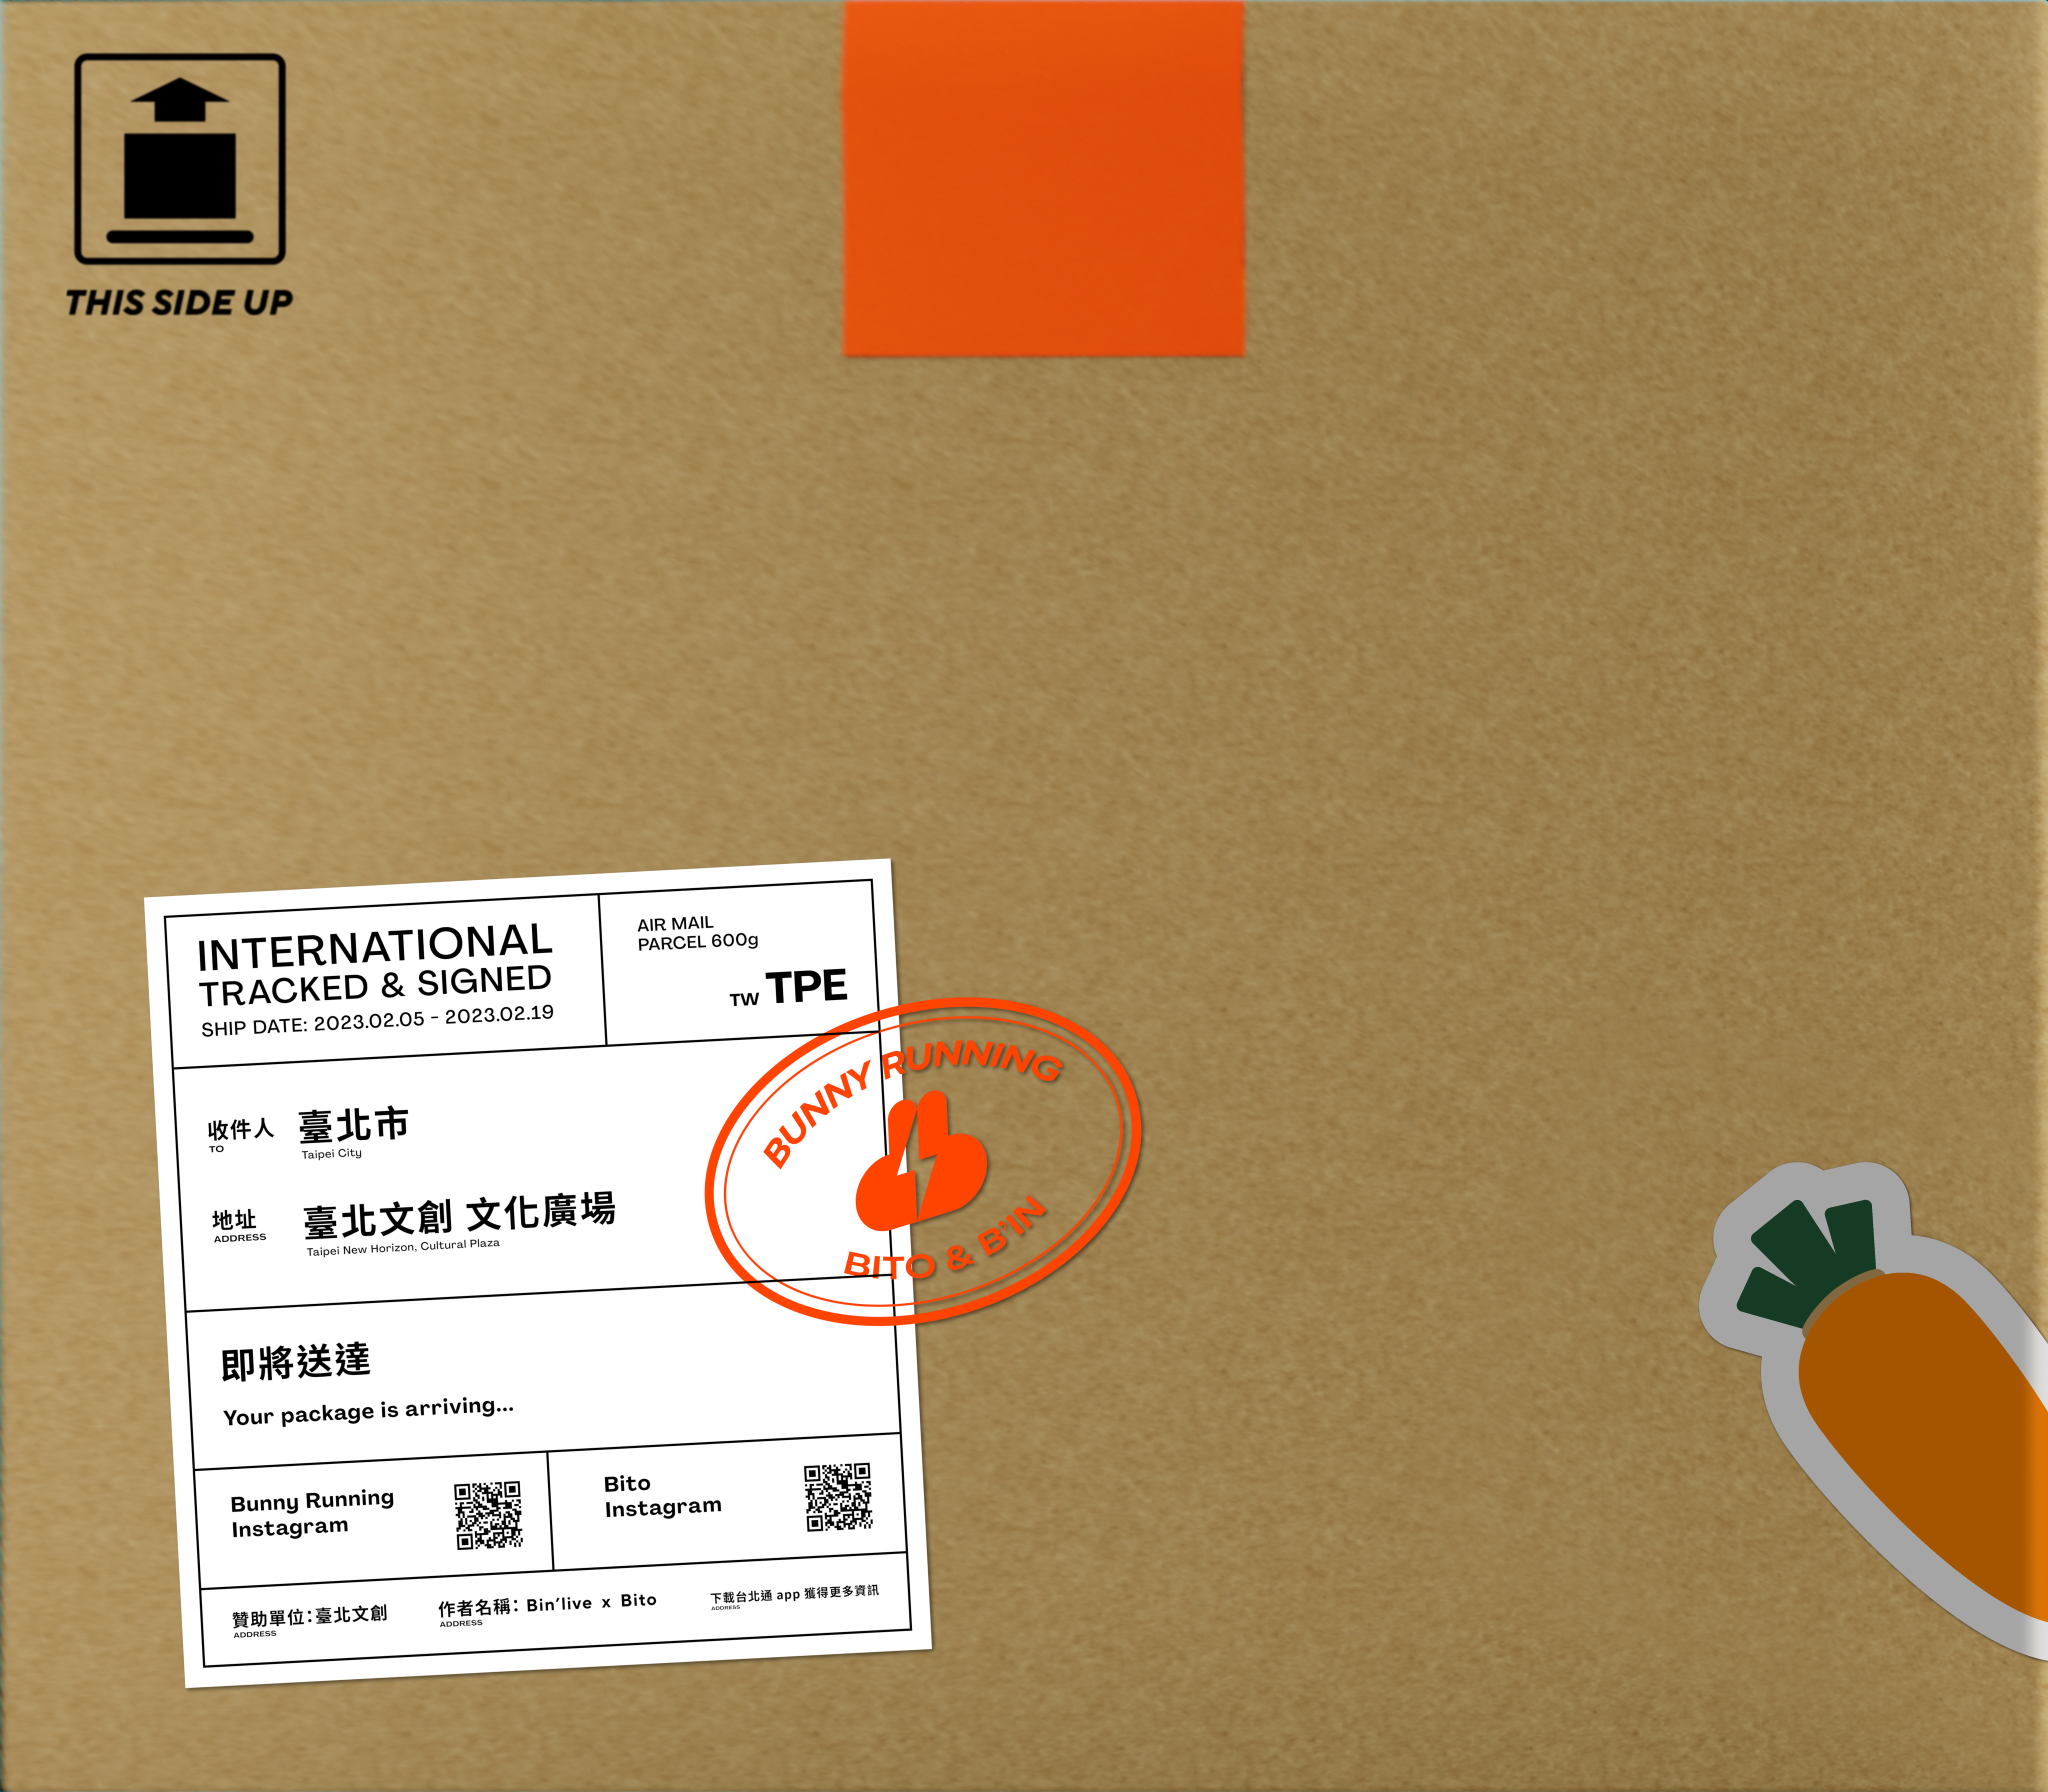 THIS SIDE UP
INTERNATIONAL
TRACKED & SIGNED
SHIP DATE: 2023.02.05 - 2023.02.19
AIR MAIL
PARCEL 600g
TW TPE
收件人 臺北市
TO Taipei City
地址 臺北文創 文化廣場
ADDRESS Taipei New Horizon, Cultural Plaza
BUNNY RUNNING
BITO & B'IN
即將送達
Your package is arriving...
Bunny Running
Instagram
Bito
Instagram
贊助單位:臺北文創
ADDRESS
作者名稱: Bin'live x Bito
ADDRESS
下載台北通 app 獲得更多資訊
ADDRESS